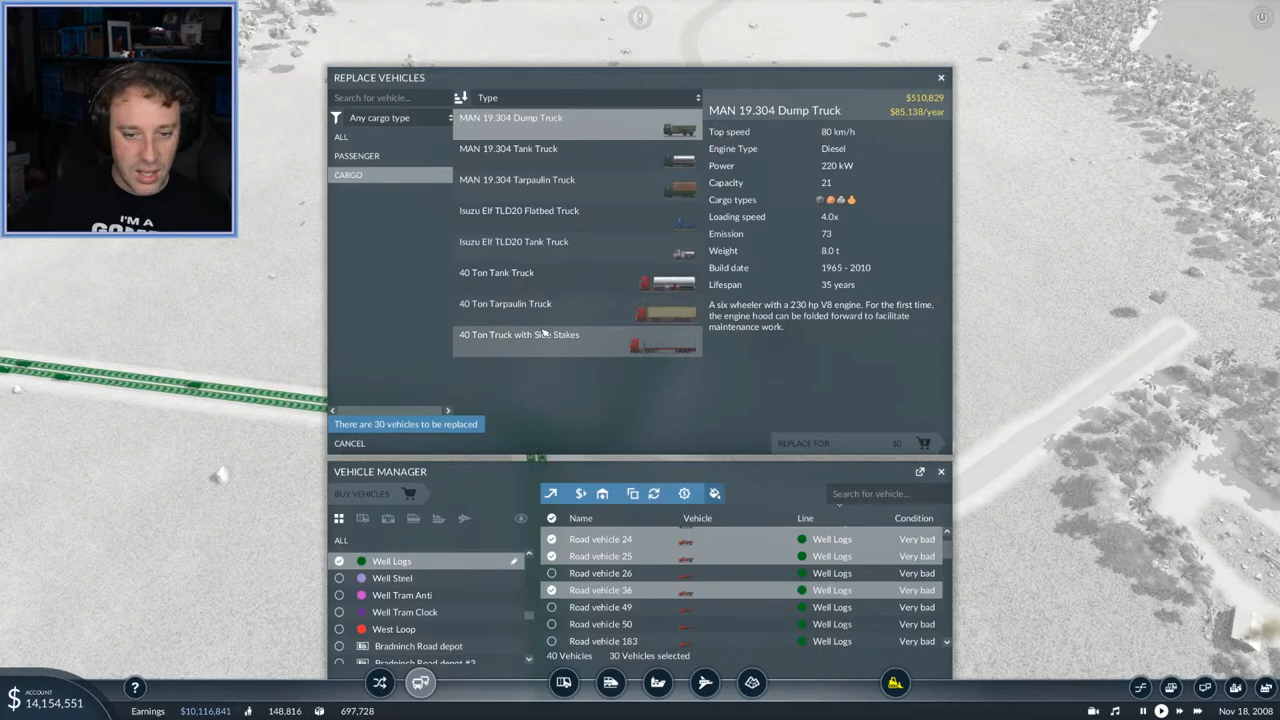 REPLACE VEHICLES
Search for vehicle...
Type
Any cargo type
ALL
PASSENGER
CARGO
MAN 19.304 Dump Truck
MAN 19.304 Tank Truck
MAN 19.304 Tarpaulin Truck
Isuzu Elf TLD20 Flatbed Truck
Isuzu Elf TLD20 Tank Truck
40 Ton Tank Truck
40 Ton Tarpaulin Truck
40 Ton Truck with Side Stakes
$510,829
MAN 19.304 Dump Truck
$85,138/year
Top speed 80 km/h
Engine Type Diesel
Power 220 kW
Capacity 21
Cargo types
Loading speed 4.0x
Emission 73
Weight 8.0 t
Build date 1965 - 2010
Lifespan 35 years
A six wheeler with a 230 hp V8 engine. For the first time,
the engine hood can be folded forward to facilitate
maintenance work.
There are 30 vehicles to be replaced
CANCEL
REPLACE FOR $0
VEHICLE MANAGER
BUY VEHICLES
Search for vehicle...
ALL
Well Logs
Well Steel
Well Tram Anti
Well Tram Clock
West Loop
Bradninch Road depot
Bradninch Road depot #3
Name Vehicle Line Condition
Road vehicle 24 Well Logs Very bad
Road vehicle 25 Well Logs Very bad
Road vehicle 26 Well Logs Very bad
Road vehicle 36 Well Logs Very bad
Road vehicle 49 Well Logs Very bad
Road vehicle 50 Well Logs Very bad
Road vehicle 183 Well Logs Very bad
40 Vehicles 30 Vehicles selected
I'M A
$ ACCOUNT
14,154,551
?
Earnings $10,116,841 148,816 697,728
Nov 18, 2008